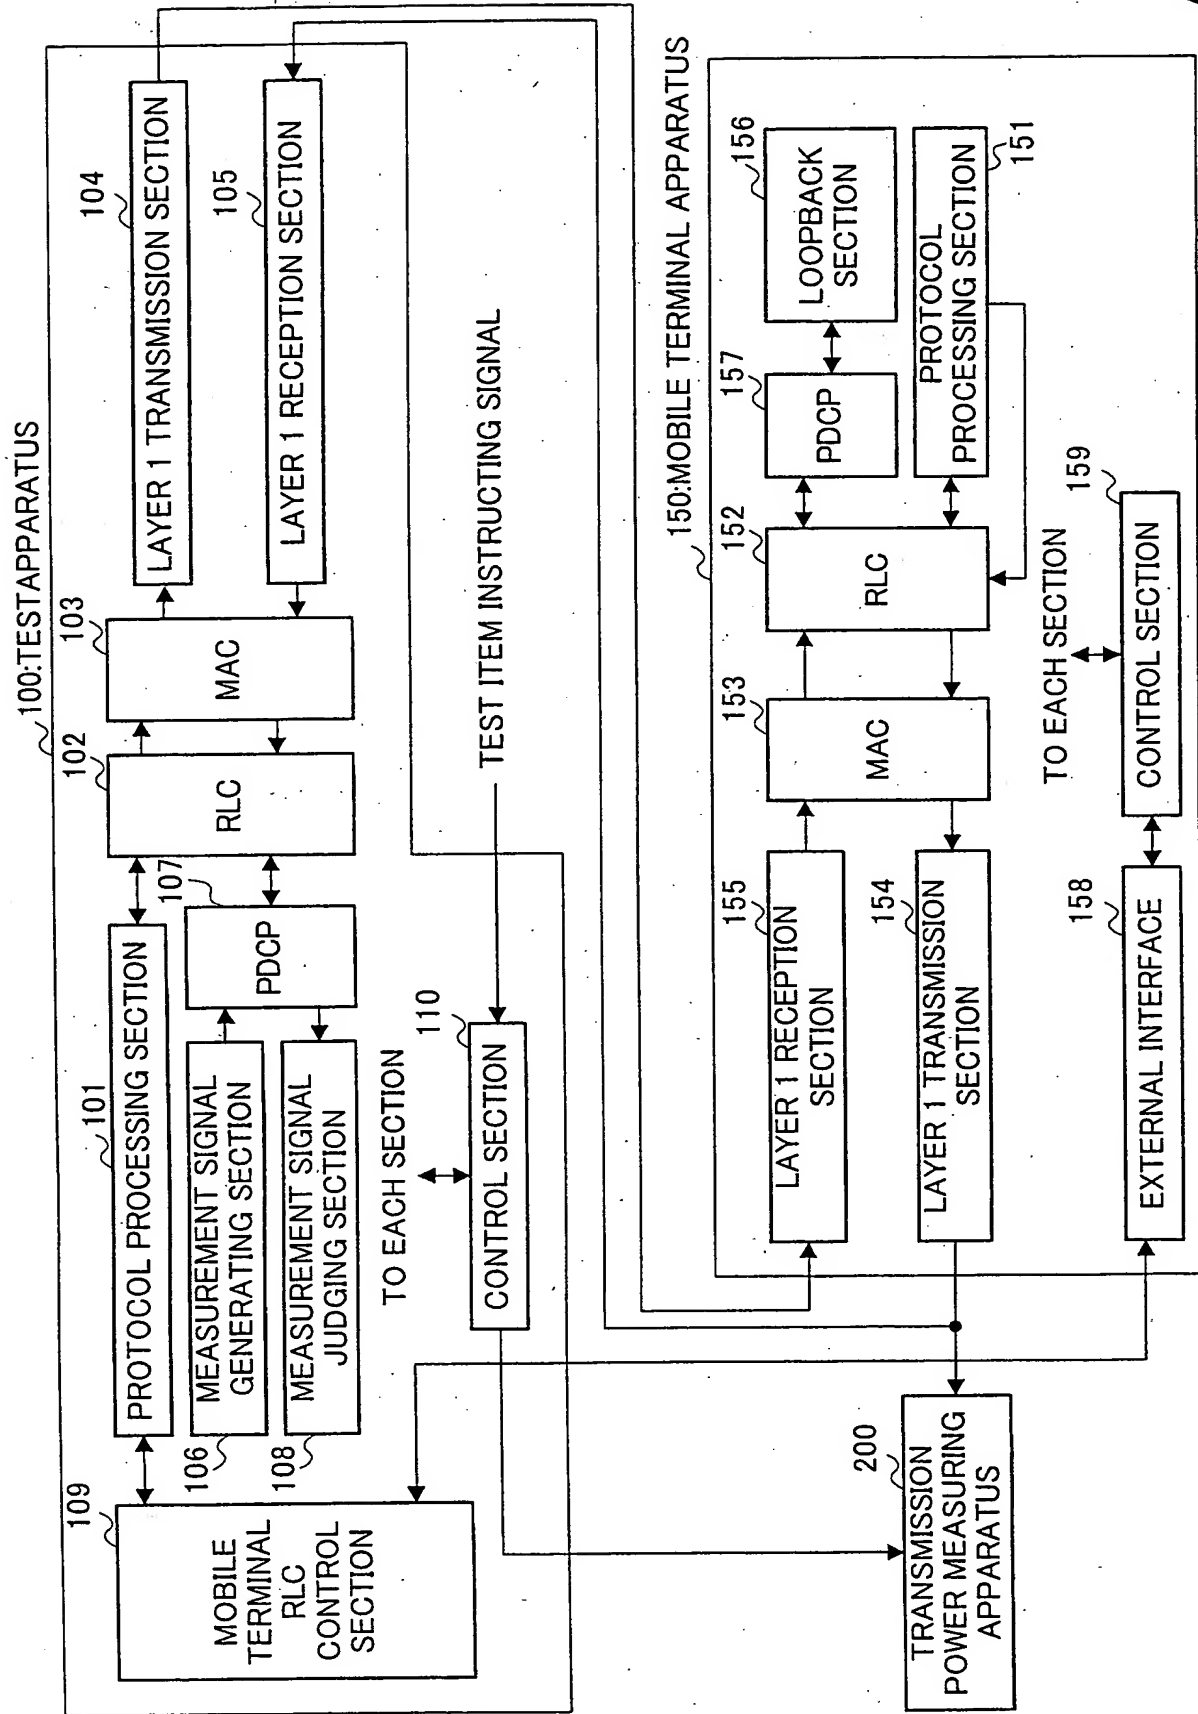 100:TEST APPARATUS
109
MOBILE
TERMINAL
RLC
CONTROL
SECTION
101
PROTOCOL PROCESSING SECTION
106
MEASUREMENT SIGNAL
GENERATING SECTION
108
MEASUREMENT SIGNAL
JUDGING SECTION
107
PDCP
102
RLC
103
MAC
104
LAYER 1 TRANSMISSION SECTION
105
LAYER 1 RECEPTION SECTION
TO EACH SECTION
110
CONTROL SECTION
TEST ITEM INSTRUCTING SIGNAL
150:MOBILE TERMINAL APPARATUS
155
LAYER 1 RECEPTION
SECTION
154
LAYER 1 TRANSMISSION
SECTION
153
MAC
152
RLC
157
PDCP
156
LOOPBACK
SECTION
151
PROTOCOL
PROCESSING SECTION
TO EACH SECTION
158
EXTERNAL INTERFACE
159
CONTROL SECTION
200
TRANSMISSION
POWER MEASURING
APPARATUS